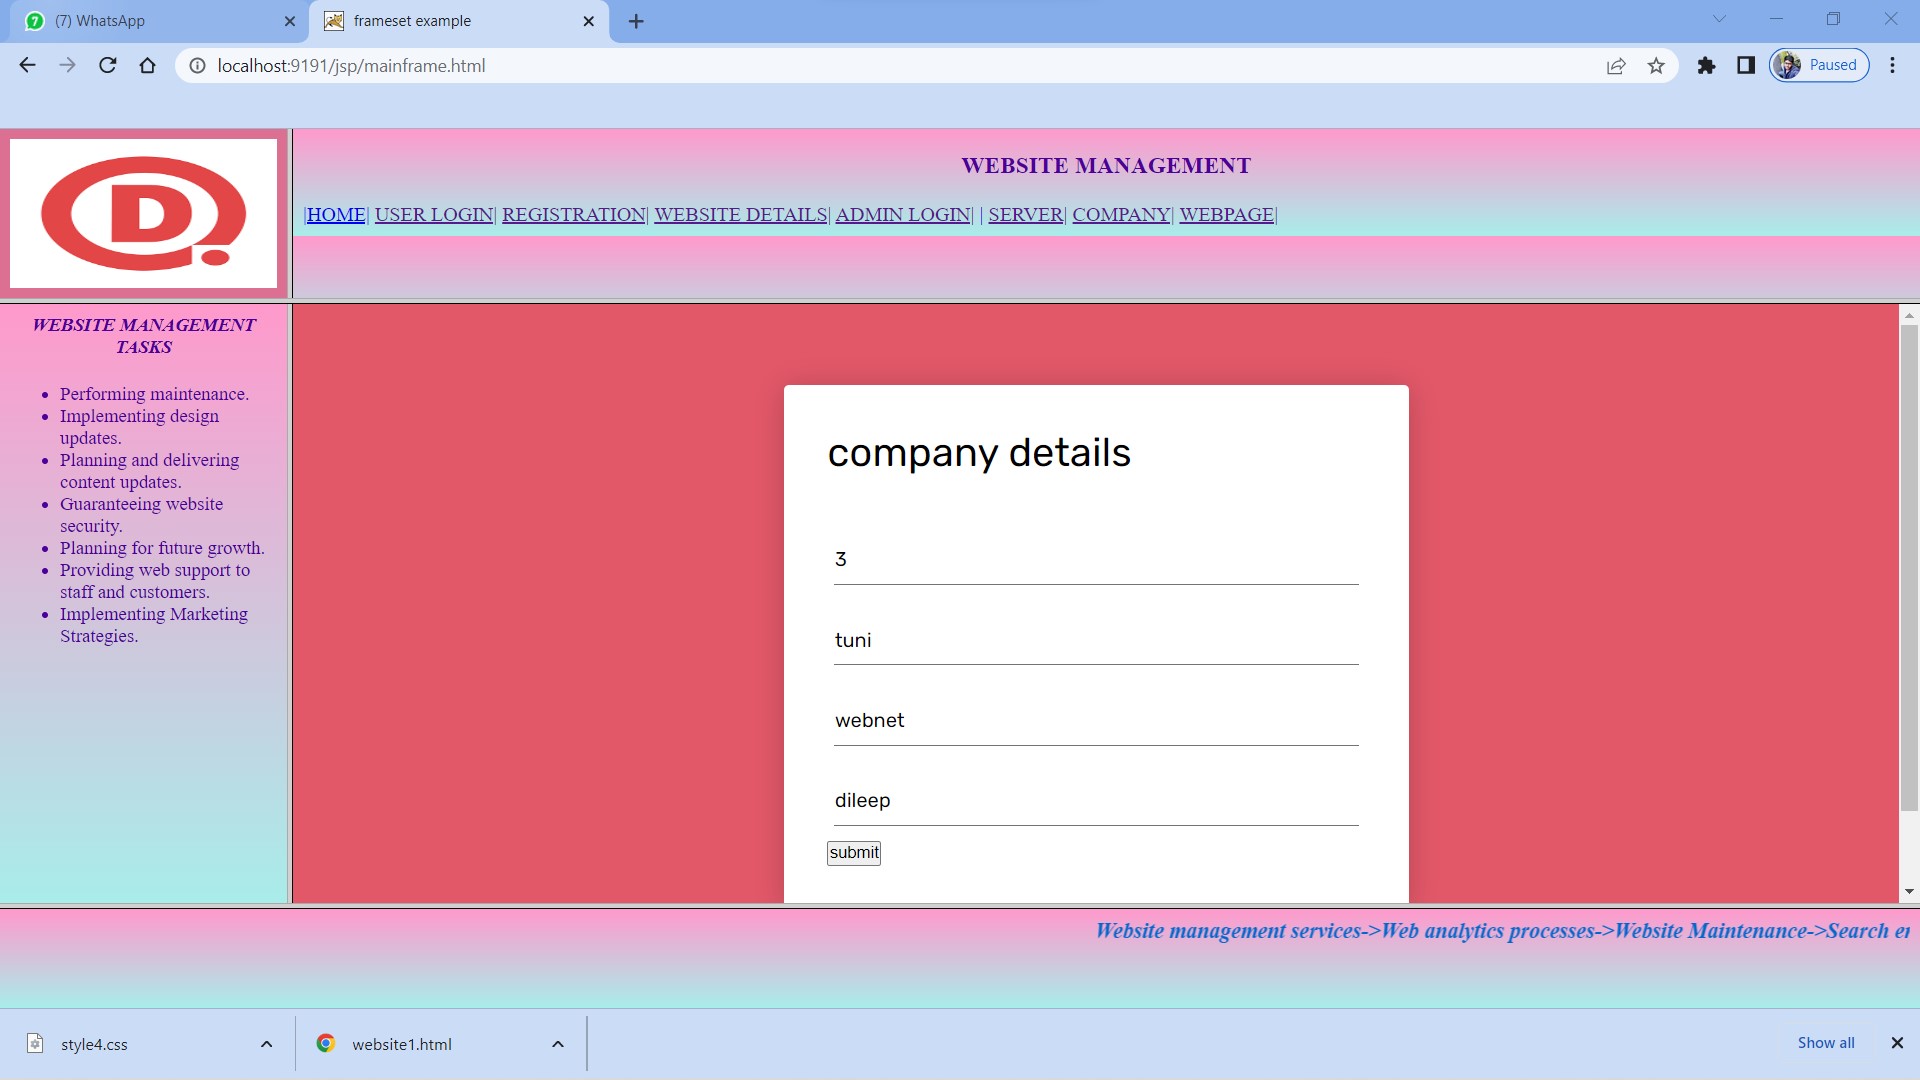 7
(7) WhatsApp
frameset example
localhost:9191/jsp/mainframe.html
Paused
D
WEBSITE MANAGEMENT
|HOME| USER LOGIN| REGISTRATION| WEBSITE DETAILS| ADMIN LOGIN| | SERVER| COMPANY| WEBPAGE|
WEBSITE MANAGEMENT
TASKS
• Performing maintenance.
• Implementing design
updates.
• Planning and delivering
content updates.
• Guaranteeing website
security.
• Planning for future growth.
• Providing web support to
staff and customers.
• Implementing Marketing
Strategies.
company details
3
tuni
webnet
dileep
submit
Website management services->Web analytics processes->Website Maintenance->Search
style4.css
website1.html
Show all